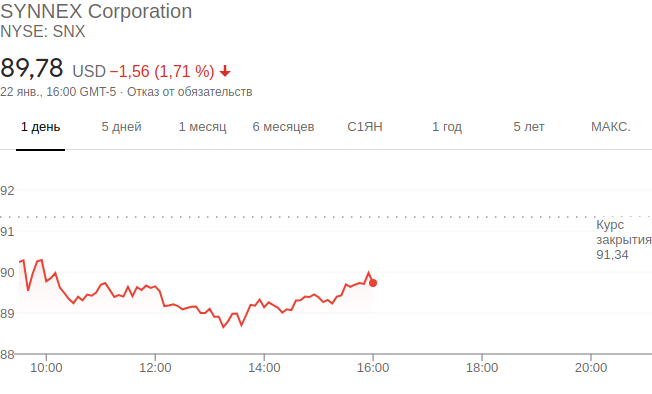 SYNNEX Corporation
NYSE: SNX
89,78 USD −1,56 (1,71 %)
22 янв., 16:00 GMT-5 · Отказ от обязательств
1 день 5 дней 1 месяц 6 месяцев С1ЯН 1 год 5 лет МАКС.
92
91
90
89
88
Курс
закрытия
91,34
10:00 12:00 14:00 16:00 18:00 20:00